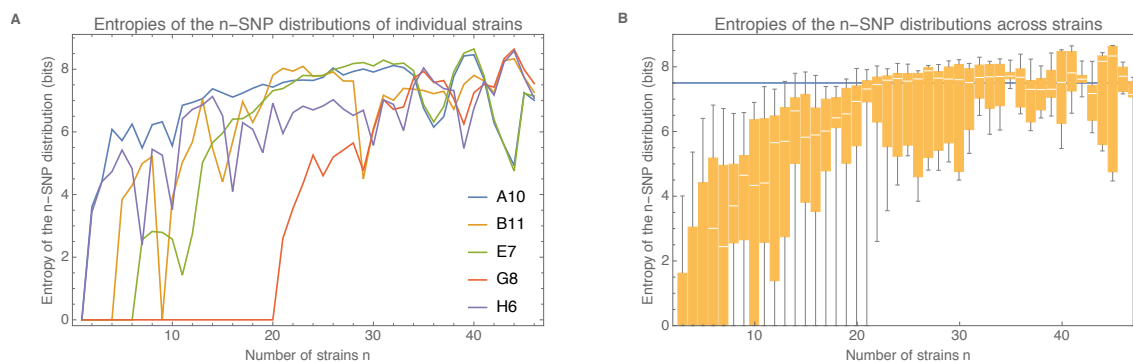 A
Entropies of the n-SNP distributions of individual strains
Entropy of the n-SNP distribution (bits)
8
6
4
2
0
A10
B11
E7
G8
H6
10
20
30
40
Number of strains n
B
Entropies of the n-SNP distributions across strains
Entropy of the n-SNP distribution (bits)
8
6
4
2
0
10
20
30
40
Number of strains n